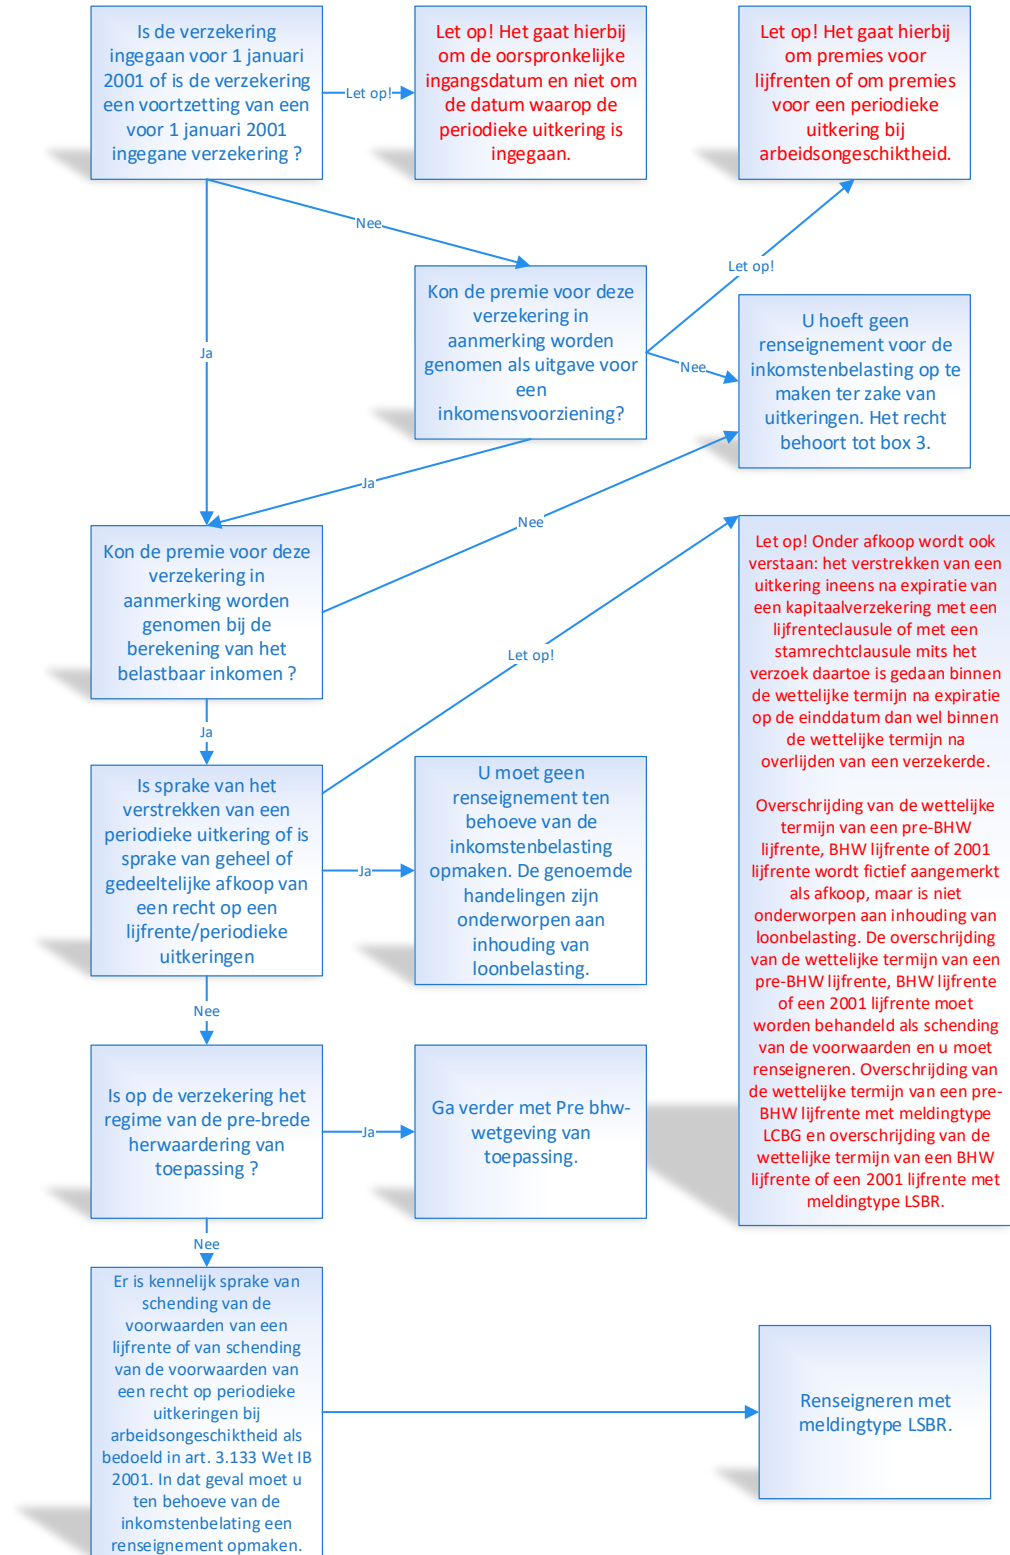 Is de verzekering
ingegaan voor 1 januari
2001 of is de verzekering
een voortzetting van een
voor 1 januari 2001
ingegane verzekering ?
Let op!
Let op! Het gaat hierbij
om de oorspronkelijke
ingangsdatum en niet om
de datum waarop de
periodieke uitkering is
ingegaan.
Let op! Het gaat hierbij
om premies voor
lijfrenten of om premies
voor een periodieke
uitkering bij
arbeidsongeschiktheid.
Nee
Ja
Kon de premie voor deze
verzekering in
aanmerking worden
genomen als uitgave voor
een
inkomensvoorziening?
Let op!
Nee
U hoeft geen
renseignement voor de
inkomstenbelasting op te
maken ter zake van
uitkeringen. Het recht
behoort tot box 3.
Ja
Kon de premie voor deze
verzekering in
aanmerking worden
genomen bij de
berekening van het
belastbaar inkomen ?
Nee
Ja
Let op!
Let op! Onder afkoop wordt ook
verstaan: het verstrekken van een
uitkering ineens na expiratie van
een kapitaalverzekering met een
lijfrenteclausule of met een
stamrechtclausule mits het
verzoek daartoe is gedaan binnen
de wettelijke termijn na expiratie
op de einddatum dan wel binnen
de wettelijke termijn na
overlijden van een verzekerde.
Overschrijding van de wettelijke
termijn van een pre-BHW
lijfrente, BHW lijfrente of 2001
lijfrente wordt fictief aangemerkt
als afkoop, maar is niet
onderworpen aan inhouding van
loonbelasting. De overschrijding
van de wettelijke termijn van een
pre-BHW lijfrente, BHW lijfrente
of een 2001 lijfrente moet
worden behandeld als schending
van de voorwaarden en u moet
renseigneren. Overschrijding van
de wettelijke termijn van een pre-
BHW lijfrente met meldingtype
LCBG en overschrijding van de
wettelijke termijn van een BHW
lijfrente of een 2001 lijfrente met
meldingtype LSBR.
Is sprake van het
verstrekken van een
periodieke uitkering of is
sprake van geheel of
gedeeltelijke afkoop van
een recht op een
lijfrente/periodieke
uitkeringen
Ja
U moet geen
renseignement ten
behoeve van de
inkomstenbelasting
opmaken. De genoemde
handelingen zijn
onderworpen aan
inhouding van
loonbelasting.
Nee
Is op de verzekering het
regime van de pre-brede
herwaardering van
toepassing ?
Ja
Ga verder met Pre bhw-
wetgeving van
toepassing.
Nee
Er is kennelijk sprake van
schending van de
voorwaarden van een
lijfrente of van schending
van de voorwaarden van
een recht op periodieke
uitkeringen bij
arbeidsongeschiktheid als
bedoeld in art. 3.133 Wet IB
2001. In dat geval moet u
ten behoeve van de
inkomstenbelating een
renseignement opmaken.
Renseigneren met
meldingtype LSBR.